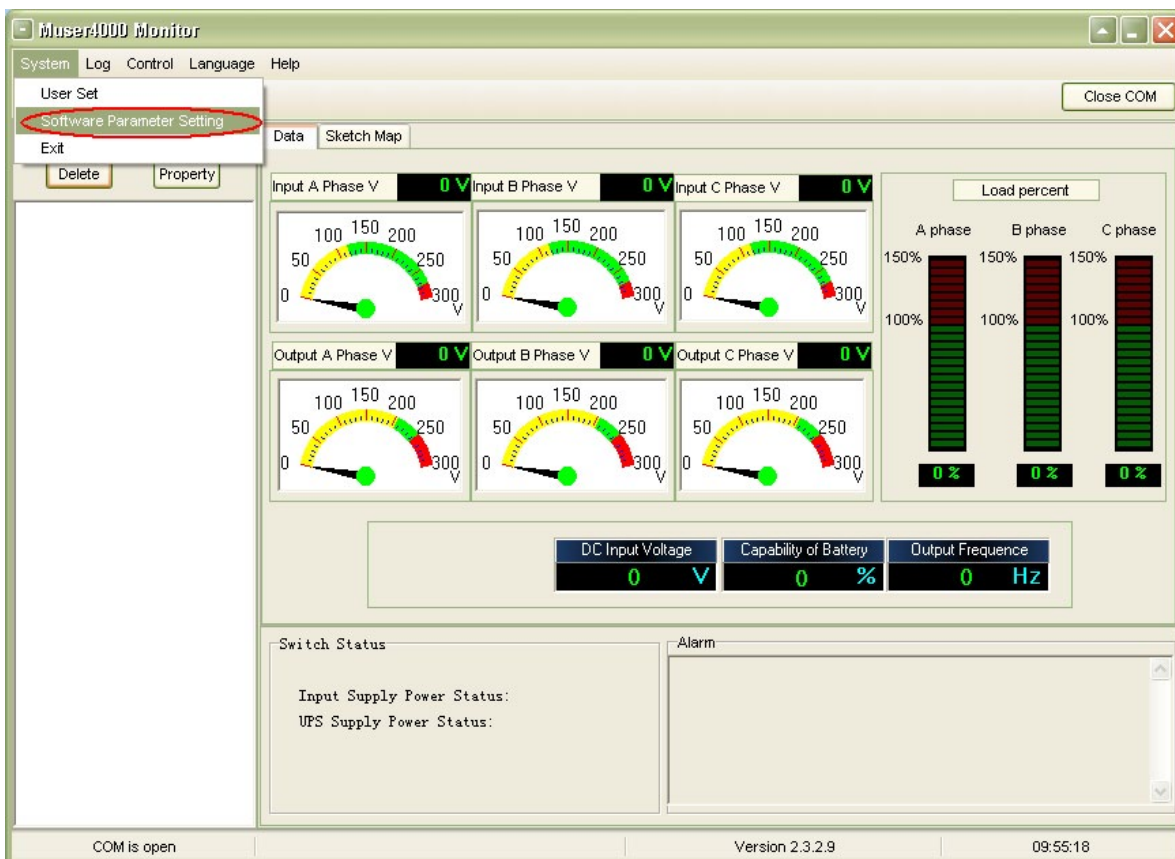 Muser4000 Monitor
System Log Control Language Help
User Set
Software Parameter Setting
Exit
Close COM
Delete Property
Data Sketch Map
Input A Phase V 0 V Input B Phase V 0 V Input C Phase V 0 V
0 50 100 150 200 250 300 V
0 50 100 150 200 250 300 V
0 50 100 150 200 250 300 V
Output A Phase V 0 V Output B Phase V 0 V Output C Phase V 0 V
0 50 100 150 200 250 300 V
0 50 100 150 200 250 300 V
0 50 100 150 200 250 300 V
Load percent
A phase B phase C phase
150% 150% 150%
100% 100% 100%
0 % 0 % 0 %
DC Input Voltage Capability of Battery Output Frequence
0 V 0 % 0 Hz
Switch Status
Input Supply Power Status:
UPS Supply Power Status:
Alarm
COM is open Version 2.3.2.9 09:55:18